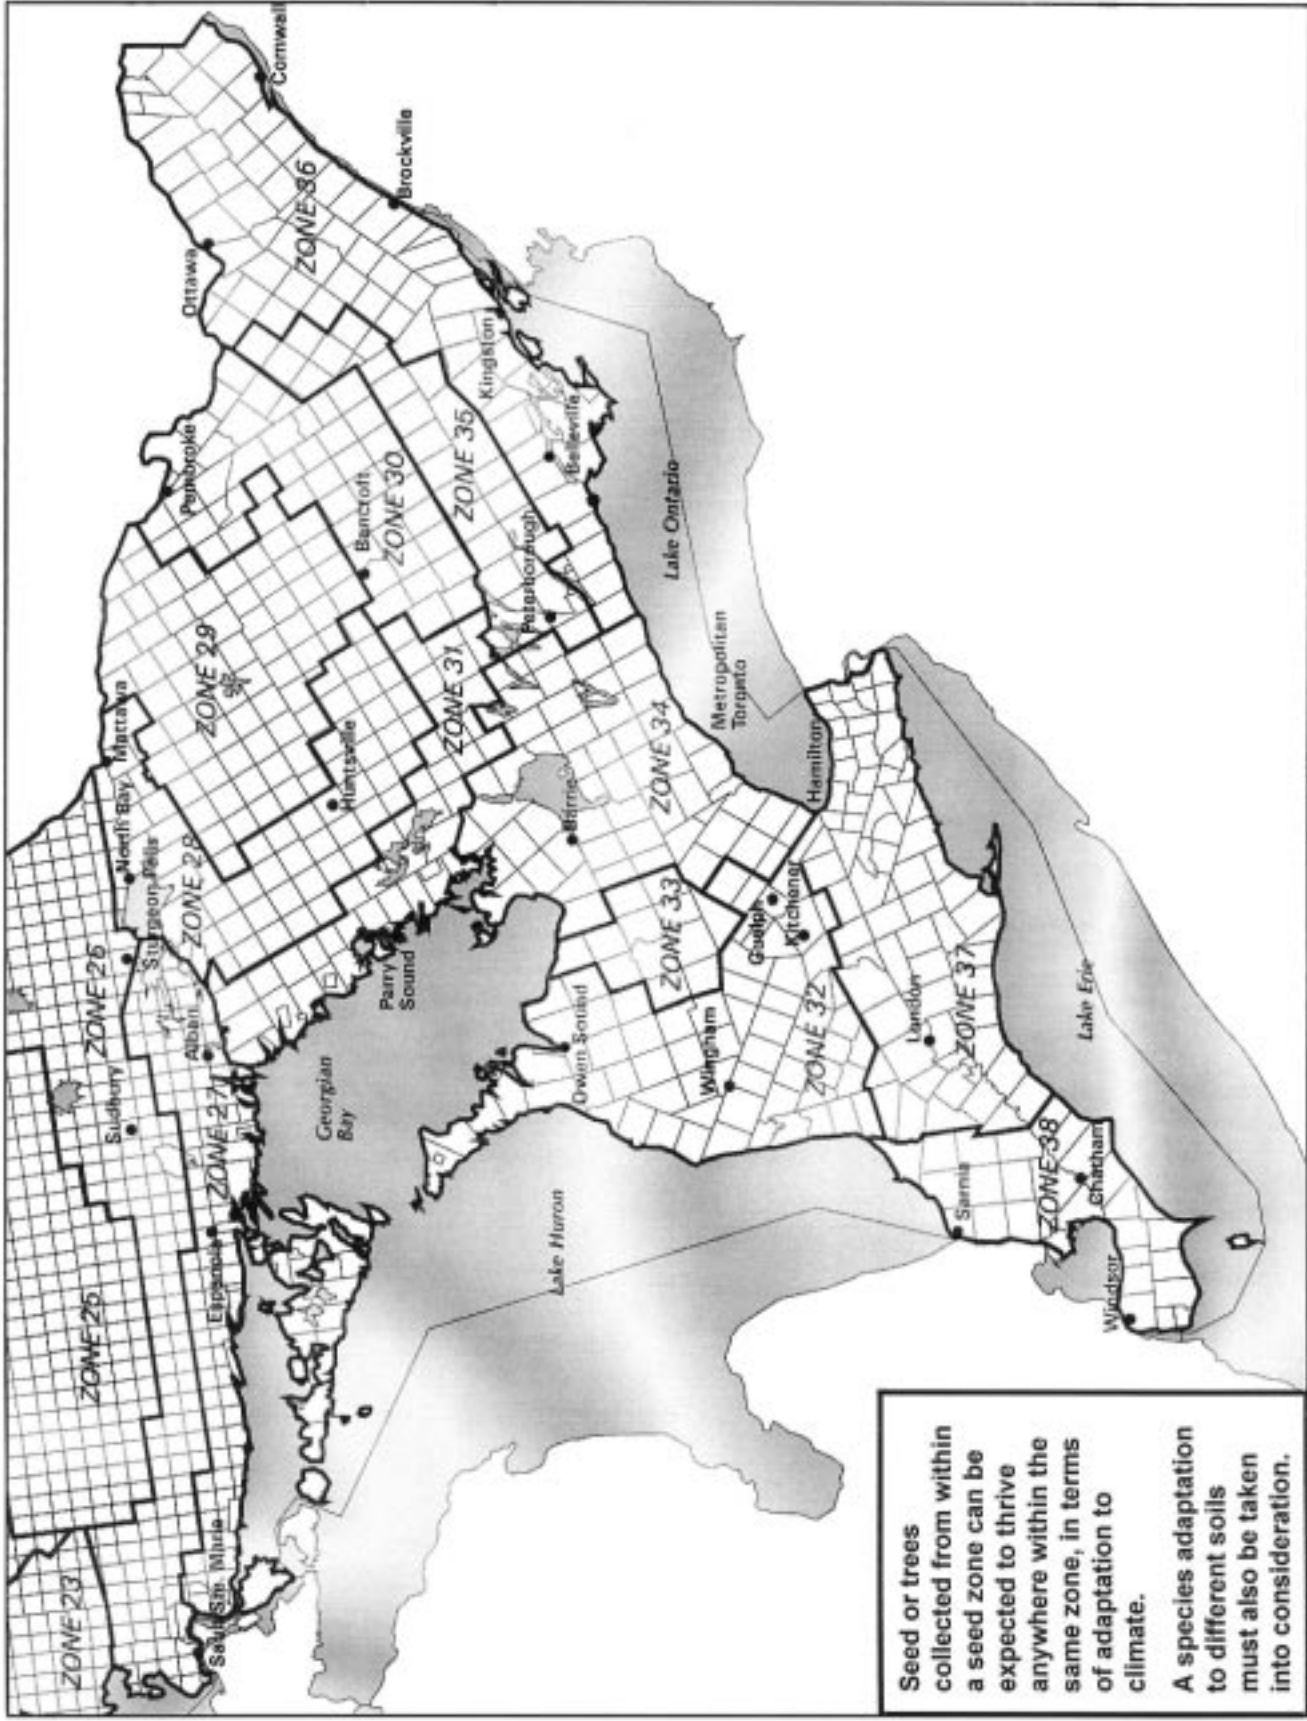 ZONE 23
ZONE 25
ZONE 26
Sault Ste. Marie
Espanola
Sudbury
ZONE 27
Alban
Sturgeon Falls
North Bay
Mattawa
ZONE 28
ZONE 29
Pembroke
Ottawa
Cornwall
ZONE 36
Brockville
Huntsville
Bancroft
ZONE 30
Parry
Sound
ZONE 31
ZONE 35
Kingston
Georgian
Bay
Peterborough
Belleville
Owen Sound
Barrie
Lake Huron
ZONE 33
ZONE 34
Lake Ontario
Metropolitan
Toronto
Wingham
Guelph
Kitchener
Hamilton
ZONE 32
London
ZONE 37
Sarnia
ZONE 38
Chatham
Lake Erie
Windsor
Seed or trees
collected from within
a seed zone can be
expected to thrive
anywhere within the
same zone, in terms
of adaptation to
climate.
A species adaptation
to different soils
must also be taken
into consideration.